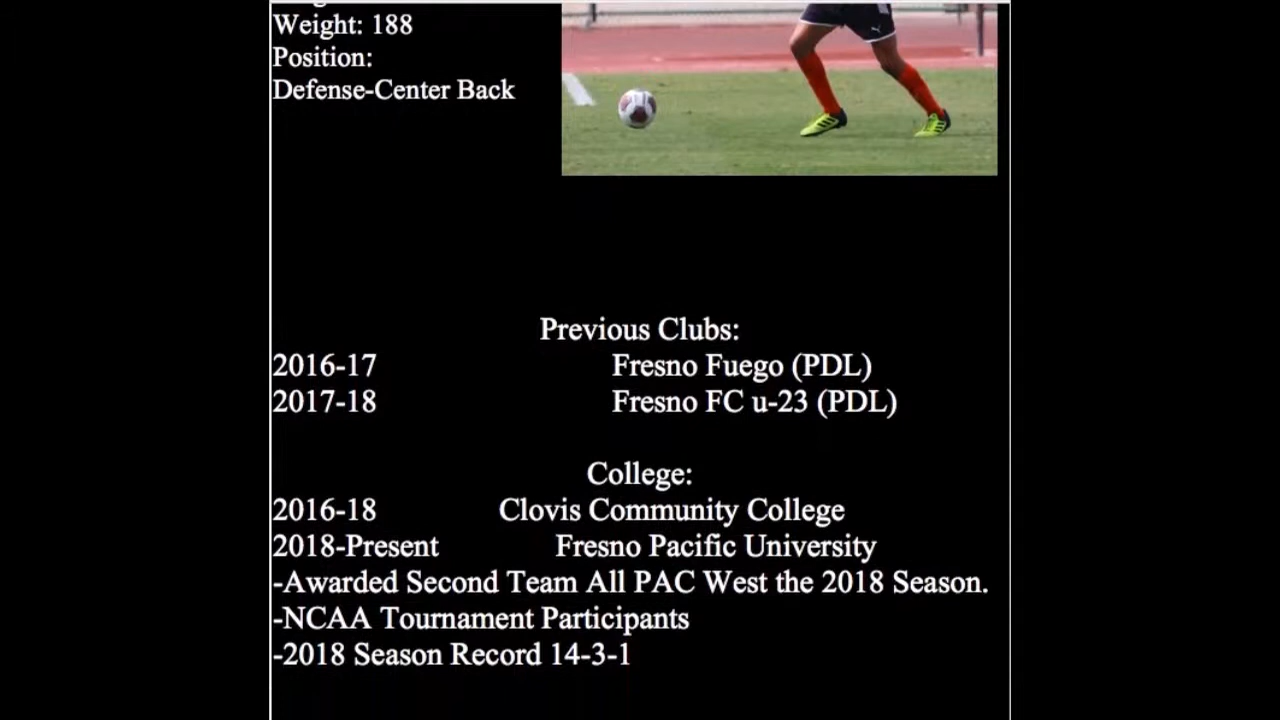 Weight: 188
Position:
Defense-Center Back
Previous Clubs:
2016-17 Fresno Fuego (PDL)
2017-18 Fresno FC u-23 (PDL)
College:
2016-18 Clovis Community College
2018-Present Fresno Pacific University
-Awarded Second Team All PAC West the 2018 Season.
-NCAA Tournament Participants
-2018 Season Record 14-3-1